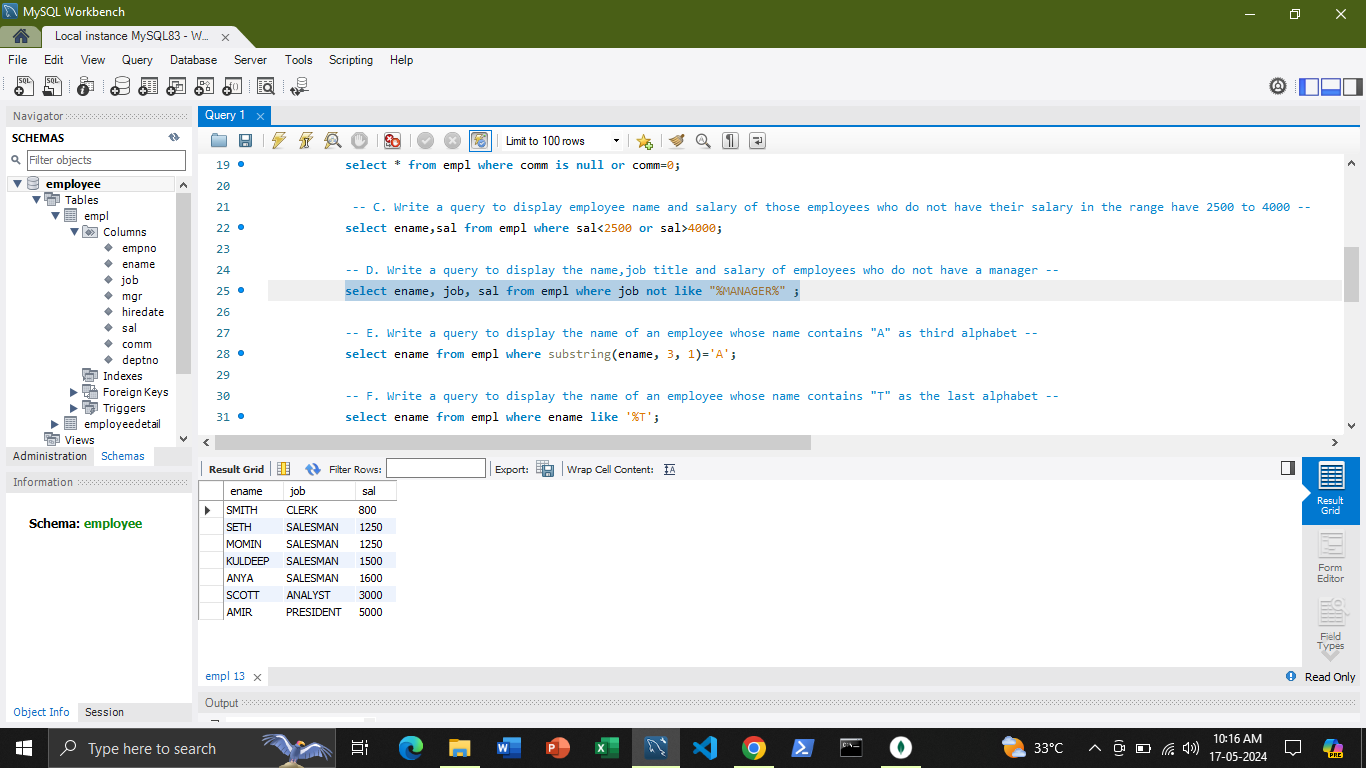 MySQL Workbench
Local instance MySQL83 - W...
File Edit View Query Database Server Tools Scripting Help
Navigator
SCHEMAS
Filter objects
employee
Tables
empl
Columns
empno
ename
job
mgr
hiredate
sal
comm
deptno
Indexes
Foreign Keys
Triggers
employeedetail
Views
Administration Schemas
Information
Schema: employee
Object Info Session
Query 1
Limit to 100 rows
19 select * from empl where comm is null or comm=0;
20
21 -- C. Write a query to display employee name and salary of those employees who do not have their salary in the range have 2500 to 4000 --
22 select ename,sal from empl where sal<2500 or sal>4000;
23
24 -- D. Write a query to display the name,job title and salary of employees who do not have a manager --
25 select ename, job, sal from empl where job not like "%MANAGER%" ;
26
27 -- E. Write a query to display the name of an employee whose name contains "A" as third alphabet --
28 select ename from empl where substring(ename, 3, 1)='A';
29
30 -- F. Write a query to display the name of an employee whose name contains "T" as the last alphabet --
31 select ename from empl where ename like '%T';
Result Grid Filter Rows: Export: Wrap Cell Content:
ename job sal
SMITH CLERK 800
SETH SALESMAN 1250
MOMIN SALESMAN 1250
KULDEEP SALESMAN 1500
ANYA SALESMAN 1600
SCOTT ANALYST 3000
AMIR PRESIDENT 5000
Result
Grid
Form
Editor
Field
Types
empl 13
Read Only
Output
Type here to search
33°C
10:16 AM
17-05-2024